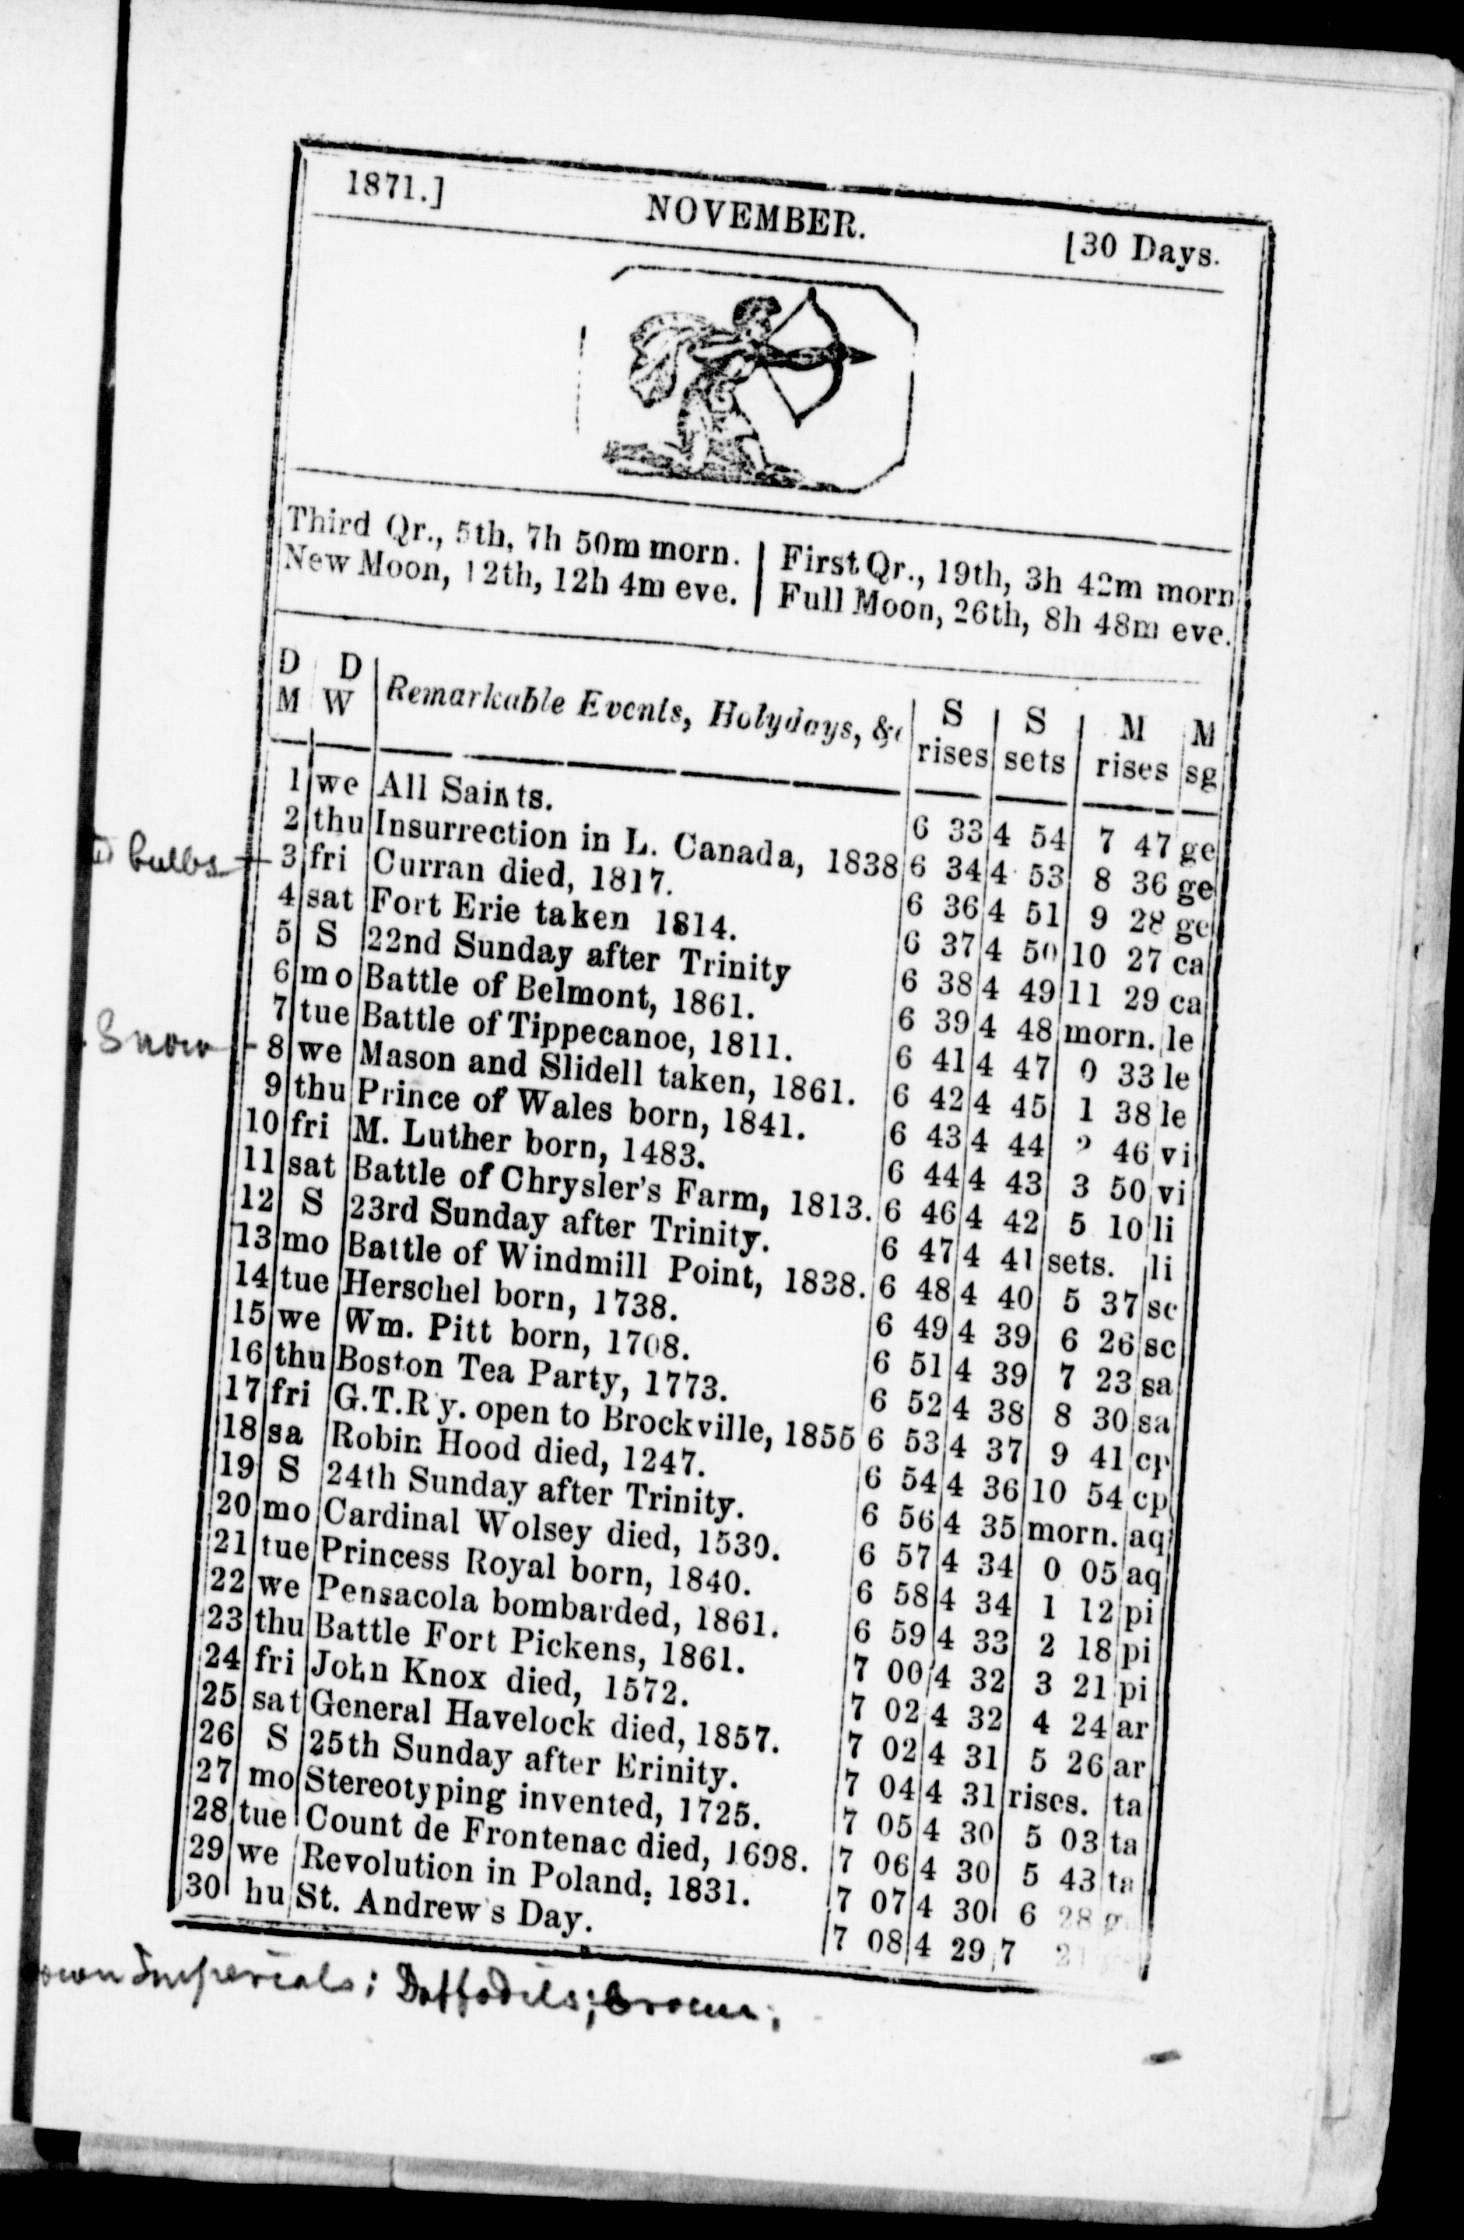 1871.] NOVEMBER. [30 Days.
Third Qr., 5th, 7h 50m morn. | First Qr., 19th, 3h 42m morn
New Moon, 12th, 12h 4m eve. | Full Moon, 26th, 8h 48m eve.
D M | D W | Remarkable Events, Holydays, &c | S rises | S sets | M rises | M sg
1 we All Saints. 6 33 4 54 7 47 ge
2 thu Insurrection in L. Canada, 1838 6 34 4 53 8 36 ge
bulbs 3 fri Curran died, 1817. 6 36 4 51 9 28 ge
4 sat Fort Erie taken 1814. 6 37 4 50 10 27 ca
5 S 22nd Sunday after Trinity 6 38 4 49 11 29 ca
6 mo Battle of Belmont, 1861. 6 39 4 48 morn. le
7 tue Battle of Tippecanoe, 1811. 6 41 4 47 0 33 le
Snow 8 we Mason and Slidell taken, 1861. 6 42 4 45 1 38 le
9 thu Prince of Wales born, 1841. 6 43 4 44 2 46 vi
10 fri M. Luther born, 1483. 6 44 4 43 3 50 vi
11 sat Battle of Chrysler's Farm, 1813. 6 46 4 42 5 10 li
12 S 23rd Sunday after Trinity. 6 47 4 41 sets. li
13 mo Battle of Windmill Point, 1838. 6 48 4 40 5 37 sc
14 tue Herschel born, 1738. 6 49 4 39 6 26 sc
15 we Wm. Pitt born, 1708. 6 51 4 39 7 23 sa
16 thu Boston Tea Party, 1773. 6 52 4 38 8 30 sa
17 fri G.T.Ry. open to Brockville, 1855 6 53 4 37 9 41 cp
18 sa Robin Hood died, 1247. 6 54 4 36 10 54 cp
19 S 24th Sunday after Trinity. 6 56 4 35 morn. aq
20 mo Cardinal Wolsey died, 1530. 6 57 4 34 0 05 aq
21 tue Princess Royal born, 1840. 6 58 4 34 1 12 pi
22 we Pensacola bombarded, 1861. 6 59 4 33 2 18 pi
23 thu Battle Fort Pickens, 1861. 7 00 4 32 3 21 pi
24 fri John Knox died, 1572. 7 02 4 32 4 24 ar
25 sat General Havelock died, 1857. 7 02 4 31 5 26 ar
26 S 25th Sunday after Erinity. 7 04 4 31 rises. ta
27 mo Stereotyping invented, 1725. 7 05 4 30 5 03 ta
28 tue Count de Frontenac died, 1698. 7 06 4 30 5 43 ta
29 we Revolution in Poland, 1831. 7 07 4 30 6 28
30 hu St. Andrew's Day. 7 08 4 29 7
Imperials; Daffodils; Crocus;